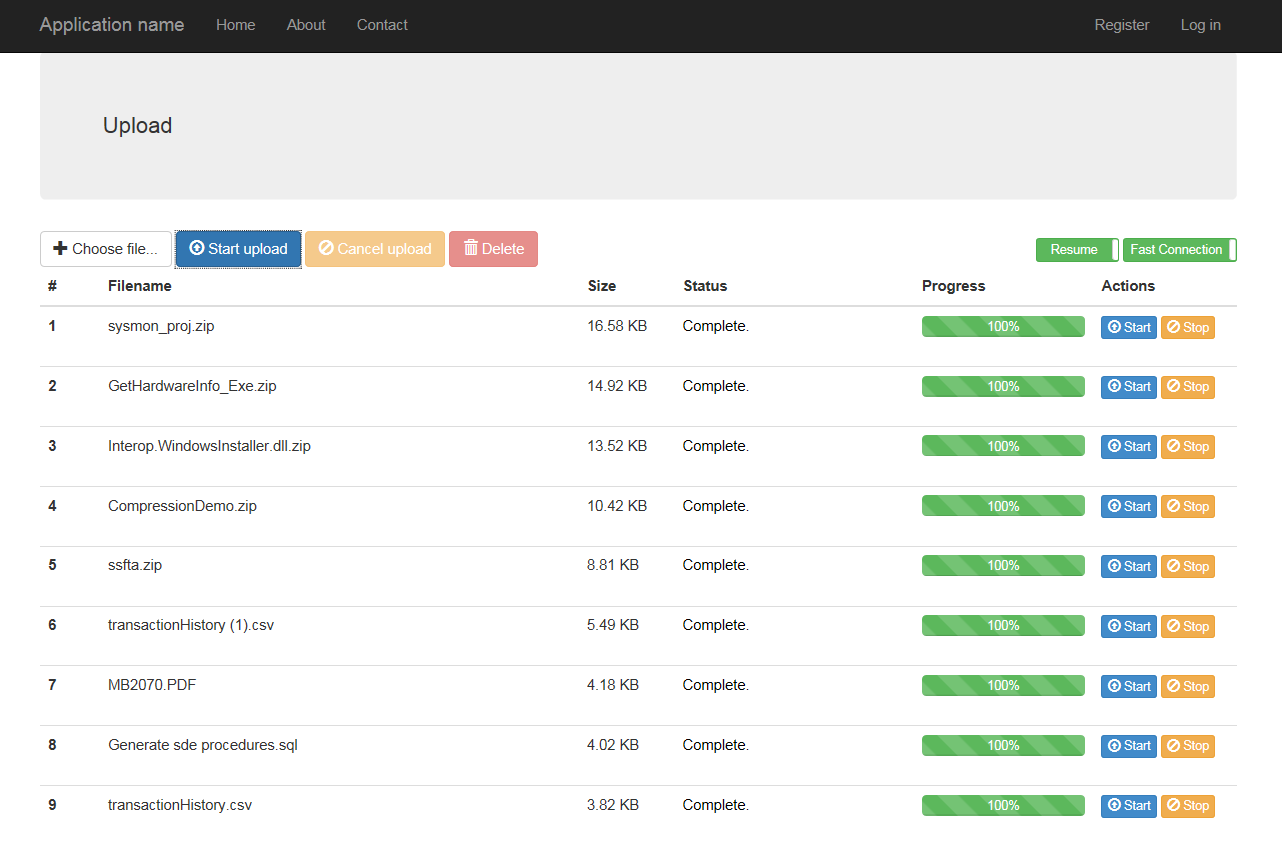 Application name Home About Contact Register Log in
Upload
Choose file... Start upload Cancel upload Delete Resume Fast Connection
# Filename Size Status Progress Actions
1 sysmon_proj.zip 16.58 KB Complete. 100% Start Stop
2 GetHardwareInfo_Exe.zip 14.92 KB Complete. 100% Start Stop
3 Interop.WindowsInstaller.dll.zip 13.52 KB Complete. 100% Start Stop
4 CompressionDemo.zip 10.42 KB Complete. 100% Start Stop
5 ssfta.zip 8.81 KB Complete. 100% Start Stop
6 transactionHistory (1).csv 5.49 KB Complete. 100% Start Stop
7 MB2070.PDF 4.18 KB Complete. 100% Start Stop
8 Generate sde procedures.sql 4.02 KB Complete. 100% Start Stop
9 transactionHistory.csv 3.82 KB Complete. 100% Start Stop